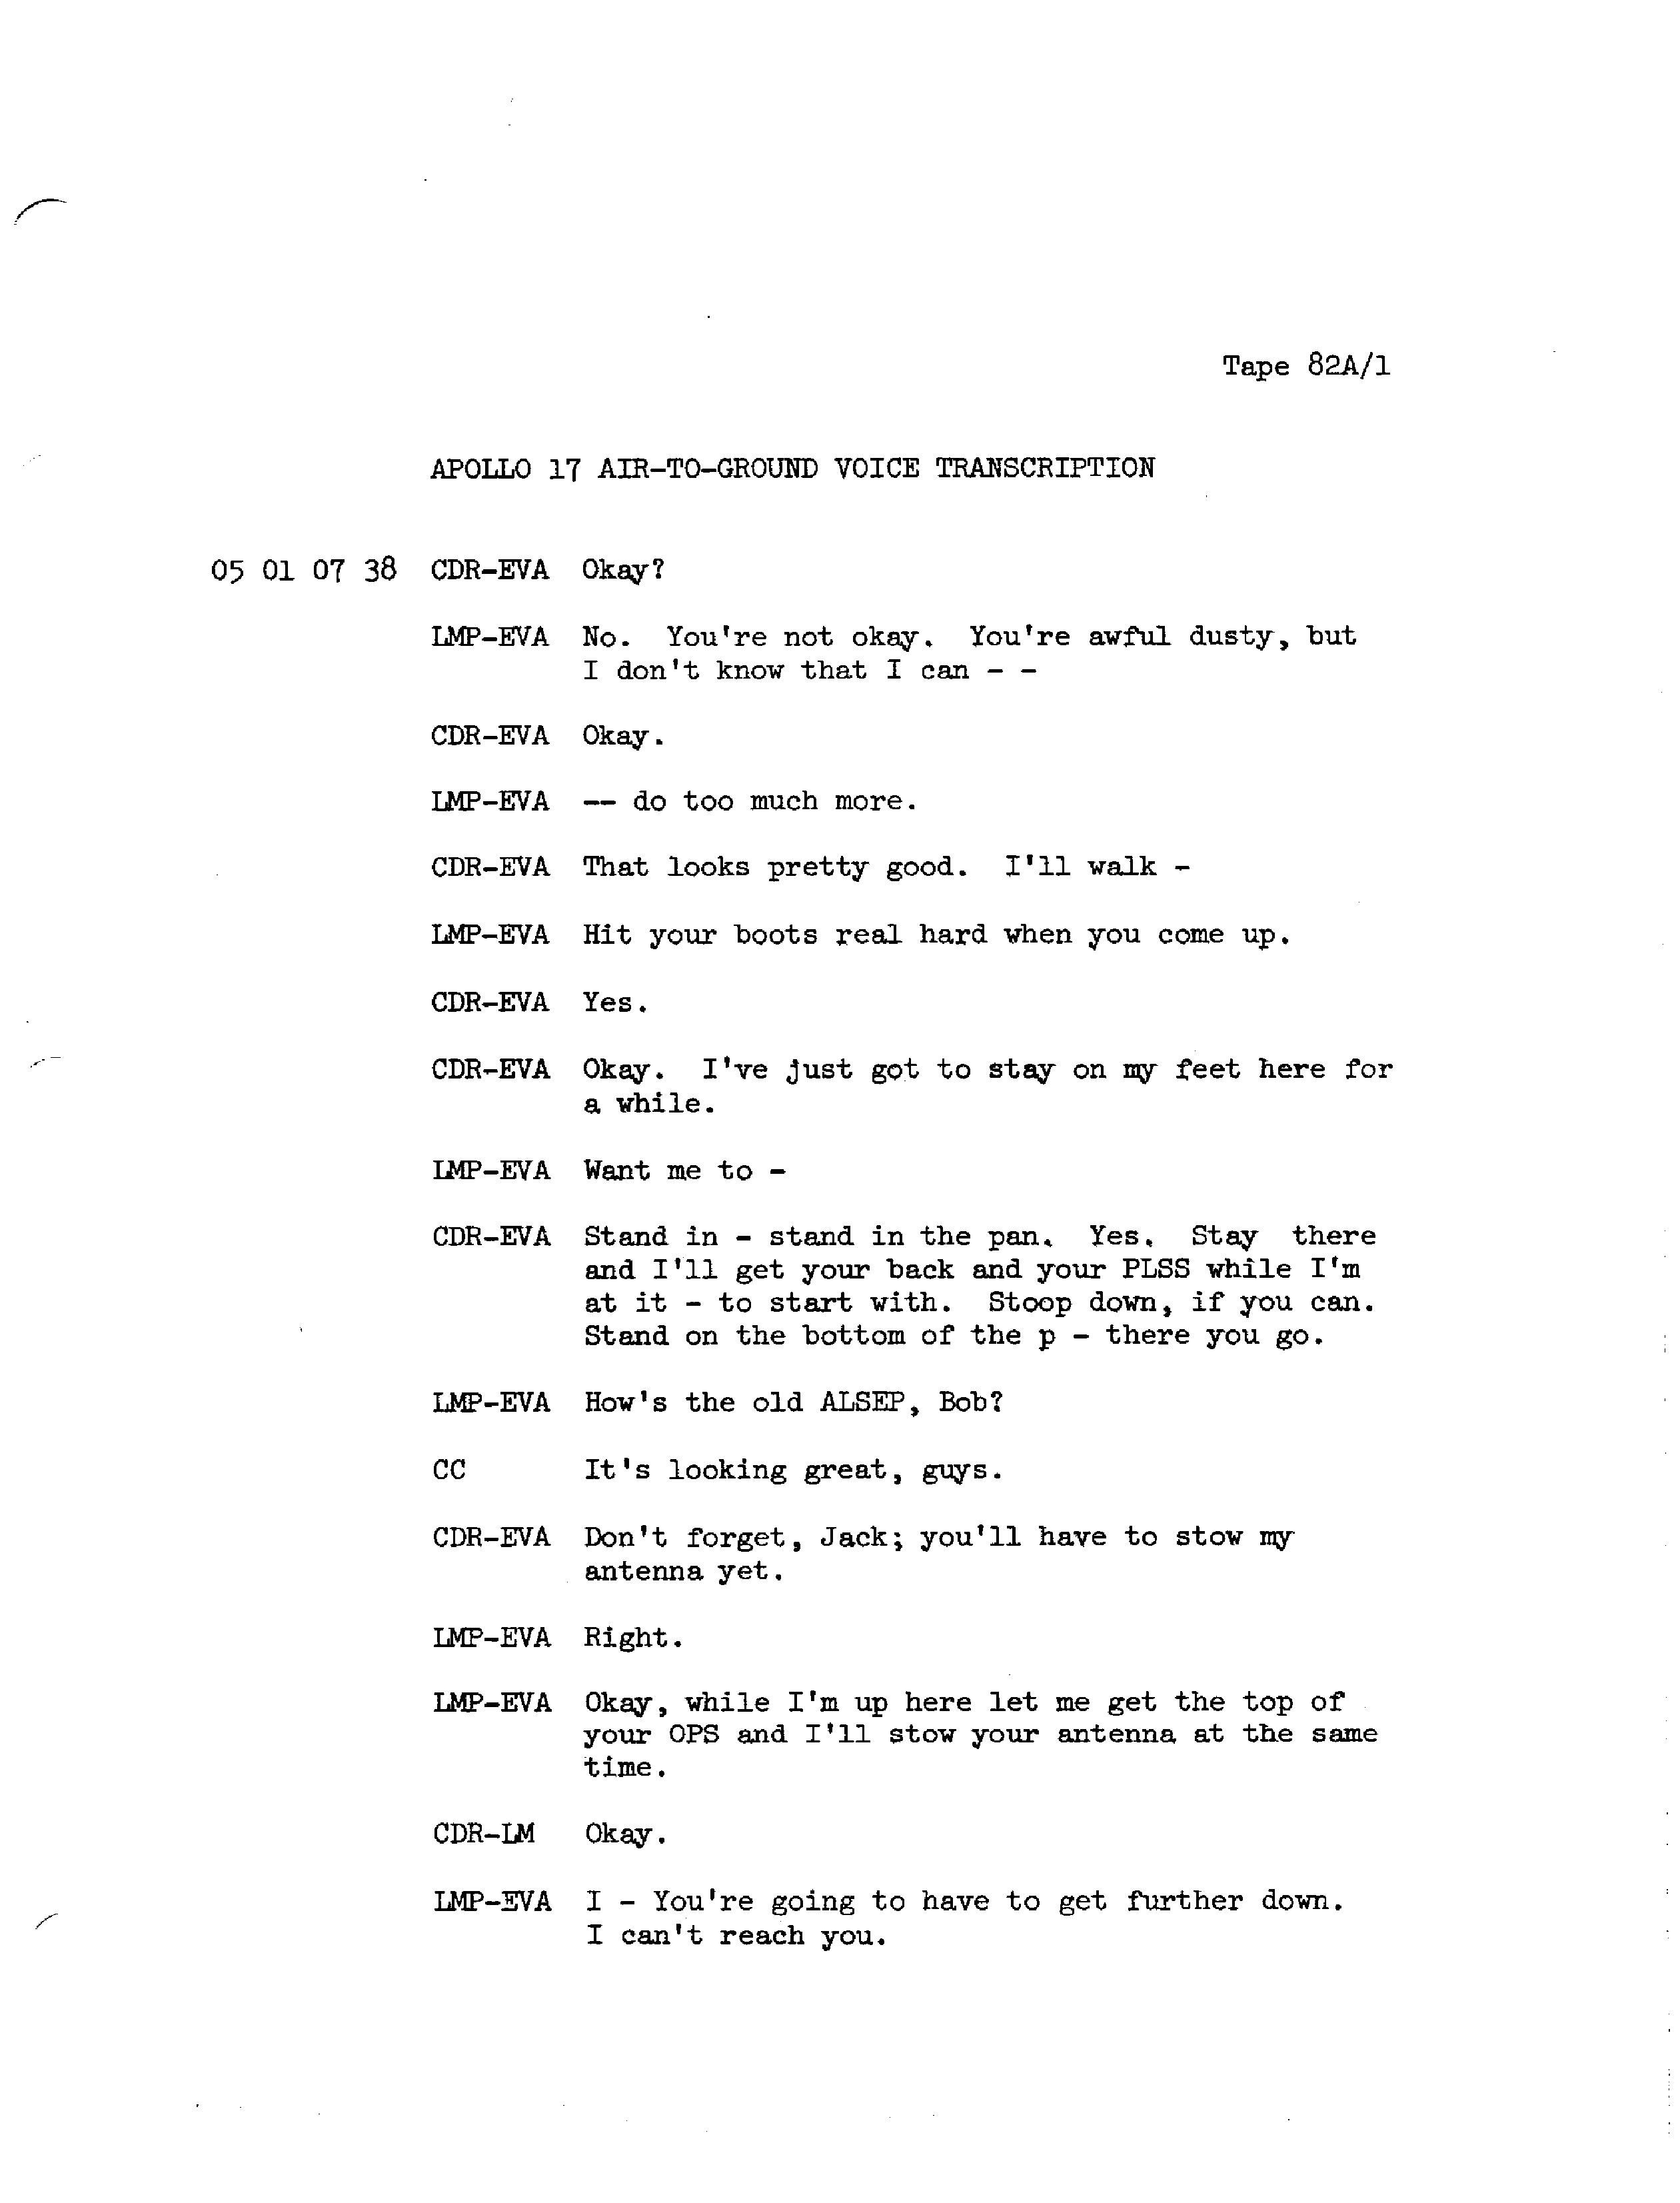 Tape 82A/1
APOLLO 17 AIR-TO-GROUND VOICE TRANSCRIPTION
05 01 07 38 CDR-EVA Okay?
LMP-EVA No. You're not okay. You're awful dusty, but
I don't know that I can - -
CDR-EVA Okay.
LMP-EVA -- do too much more.
CDR-EVA That looks pretty good. I'll walk -
LMP-EVA Hit your boots real hard when you come up.
CDR-EVA Yes.
CDR-EVA Okay. I've just got to stay on my feet here for
a while.
LMP-EVA Want me to -
CDR-EVA Stand in - stand in the pan. Yes. Stay there
and I'll get your back and your PLSS while I'm
at it - to start with. Stoop down, if you can.
Stand on the bottom of the p - there you go.
LMP-EVA How's the old ALSEP, Bob?
CC It's looking great, guys.
CDR-EVA Don't forget, Jack; you'll have to stow my
antenna yet.
LMP-EVA Right.
LMP-EVA Okay, while I'm up here let me get the top of
your OPS and I'll stow your antenna at the same
time.
CDR-LM Okay.
LMP-EVA I - You're going to have to get further down.
I can't reach you.